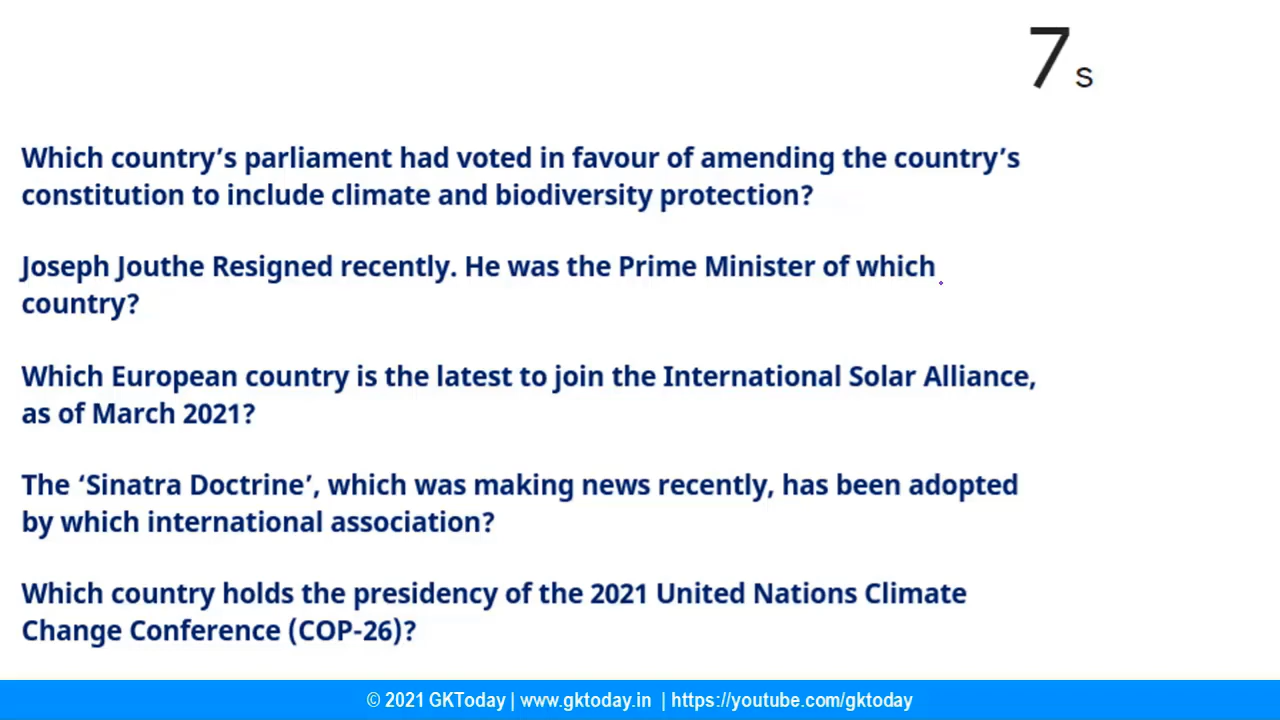 7 s
Which country’s parliament had voted in favour of amending the country’s
constitution to include climate and biodiversity protection?
Joseph Jouthe Resigned recently. He was the Prime Minister of which
country?
Which European country is the latest to join the International Solar Alliance,
as of March 2021?
The ‘Sinatra Doctrine’, which was making news recently, has been adopted
by which international association?
Which country holds the presidency of the 2021 United Nations Climate
Change Conference (COP-26)?
© 2021 GKToday | www.gktoday.in | https://youtube.com/gktoday